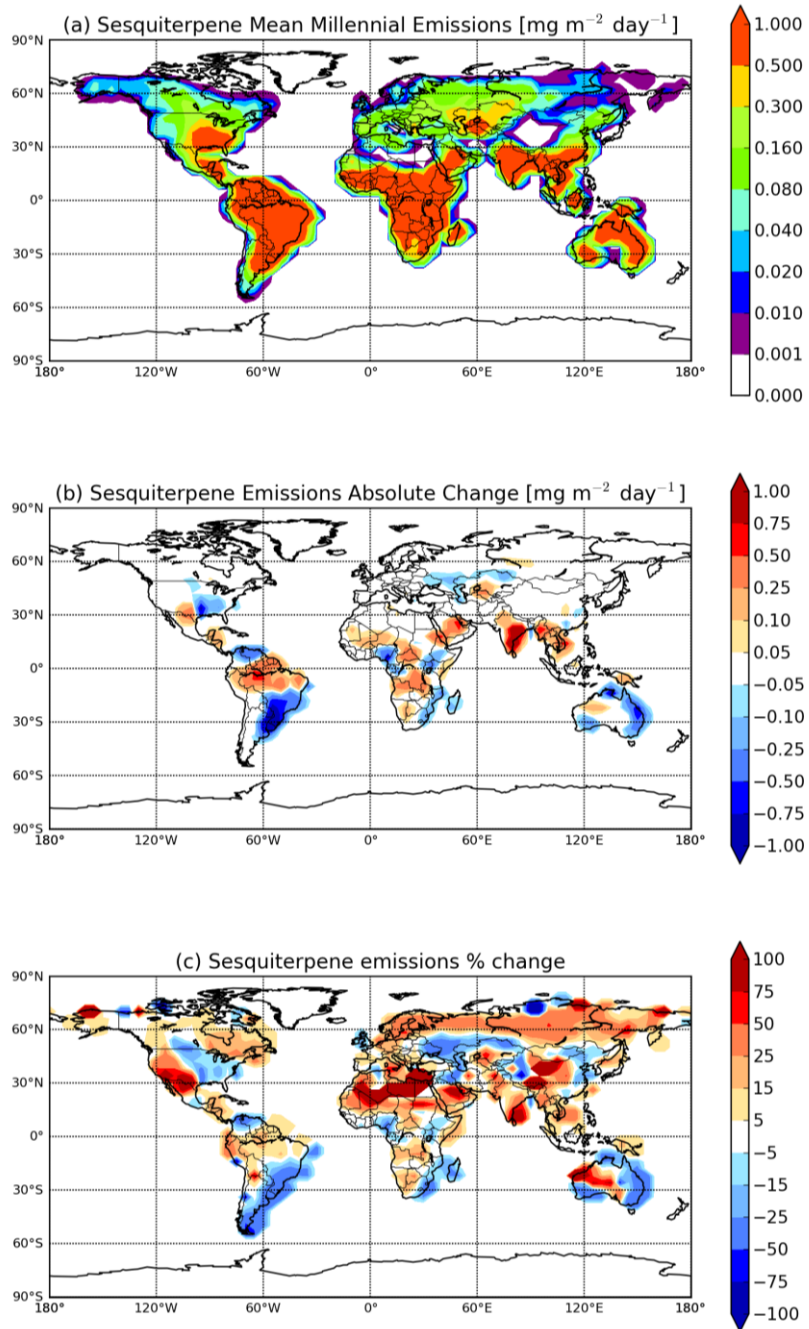 (a) Sesquiterpene Mean Millennial Emissions [mg m⁻² day⁻¹]
90°N
60°N
30°N
0°
30°S
60°S
90°S
180° 120°W 60°W 0° 60°E 120°E 180°
1.000
0.500
0.300
0.160
0.080
0.040
0.020
0.010
0.001
0.000
(b) Sesquiterpene Emissions Absolute Change [mg m⁻² day⁻¹]
90°N
60°N
30°N
0°
30°S
60°S
90°S
180° 120°W 60°W 0° 60°E 120°E 180°
1.00
0.75
0.50
0.25
0.10
0.05
−0.05
−0.10
−0.25
−0.50
−0.75
−1.00
(c) Sesquiterpene emissions % change
90°N
60°N
30°N
0°
30°S
60°S
90°S
180° 120°W 60°W 0° 60°E 120°E 180°
100
75
50
25
15
5
−5
−15
−25
−50
−75
−100